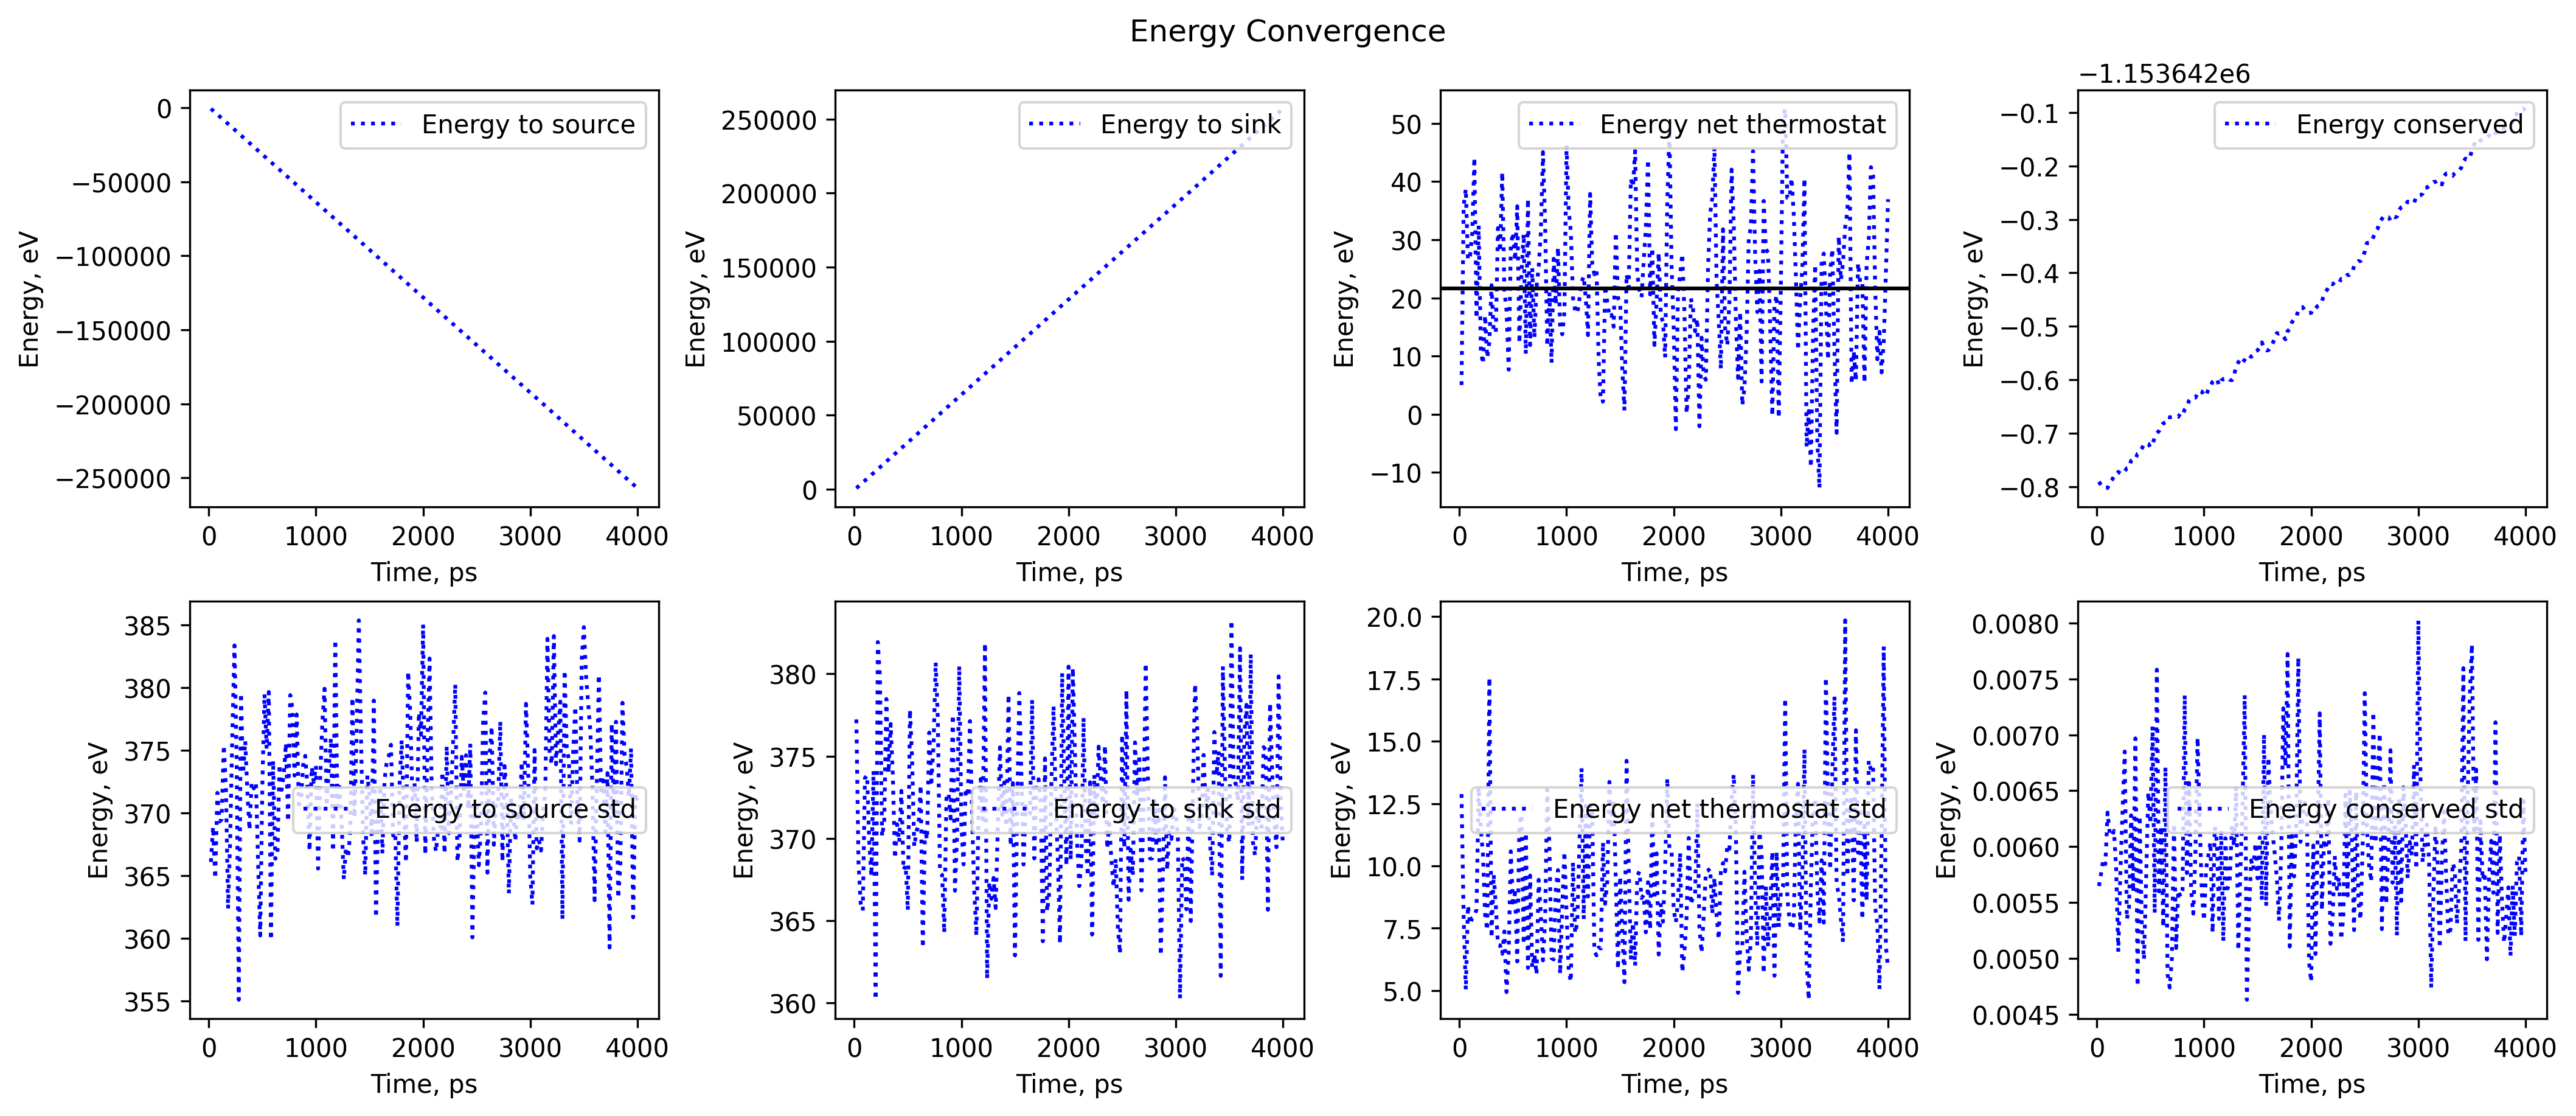 Energy Convergence
Energy, eV
0
−50000
−100000
−150000
−200000
−250000
Energy to source
0 1000 2000 3000 4000
Time, ps
Energy, eV
250000
200000
150000
100000
50000
0
Energy to sink
0 1000 2000 3000 4000
Time, ps
Energy, eV
50
40
30
20
10
0
−10
Energy net thermostat
0 1000 2000 3000 4000
Time, ps
−1.153642e6
Energy, eV
−0.1
−0.2
−0.3
−0.4
−0.5
−0.6
−0.7
−0.8
Energy conserved
0 1000 2000 3000 4000
Time, ps
Energy, eV
385
380
375
370
365
360
355
Energy to source std
0 1000 2000 3000 4000
Time, ps
Energy, eV
380
375
370
365
360
Energy to sink std
0 1000 2000 3000 4000
Time, ps
Energy, eV
20.0
17.5
15.0
12.5
10.0
7.5
5.0
Energy net thermostat std
0 1000 2000 3000 4000
Time, ps
Energy, eV
0.0080
0.0075
0.0070
0.0065
0.0060
0.0055
0.0050
0.0045
Energy conserved std
0 1000 2000 3000 4000
Time, ps